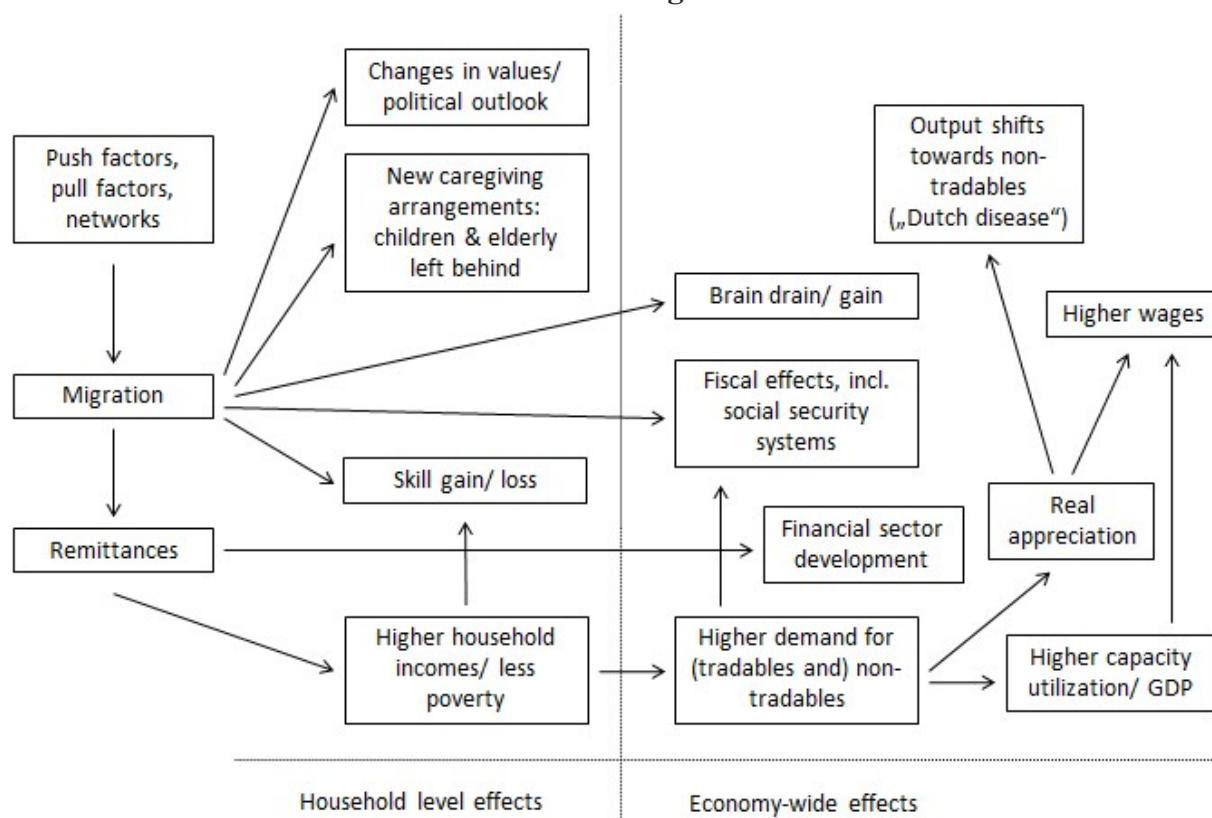 Changes in values/
political outlook
Push factors,
pull factors,
networks
New caregiving
arrangements:
children & elderly
left behind
Output shifts
towards non-
tradables
(„Dutch disease“)
Brain drain/ gain
Higher wages
Migration
Fiscal effects, incl.
social security
systems
Skill gain/ loss
Remittances
Financial sector
development
Real
appreciation
Higher household
incomes/ less
poverty
Higher demand for
(tradables and) non-
tradables
Higher capacity
utilization/ GDP
Household level effects
Economy-wide effects